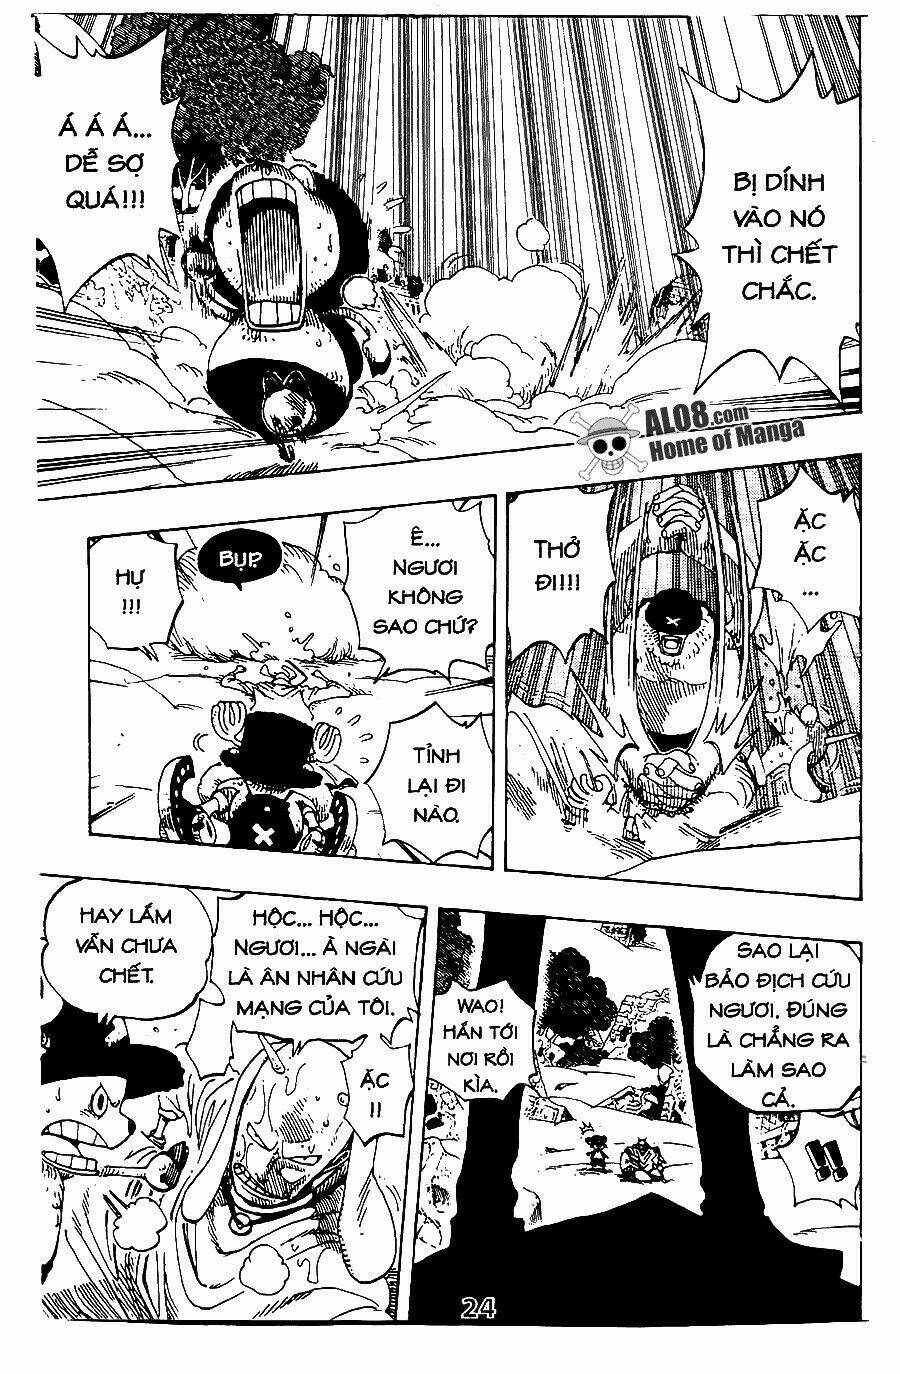 BỊ DÍNH
VÀO NÓ
THÌ CHẾT
CHẮC.
Á Á Á...
DỄ SỢ
QUÁ!!!
ALO8.com
Home of Manga
ẶC
ẶC
...
THỞ
ĐI!!!
Ê...
NGƯƠI
KHÔNG
SAO CHỨ?
BỤP
HỰ
!!!
TỈNH
LẠI ĐI
NÀO.
HAY LẮM
VẪN CHƯA
CHẾT.
HỘC... HỘC...
NGƯƠI... À NGÀI
LÀ ÂN NHÂN CỨU
MẠNG CỦA TÔI.
ẶC
!!
SAO LẠI
BẢO ĐỊCH CỨU
NGƯƠI. ĐÚNG
LÀ CHẲNG RA
LÀM SAO
CẢ.
WAO!
HẮN TỚI
NƠI RỒI
KÌA.
!!
24